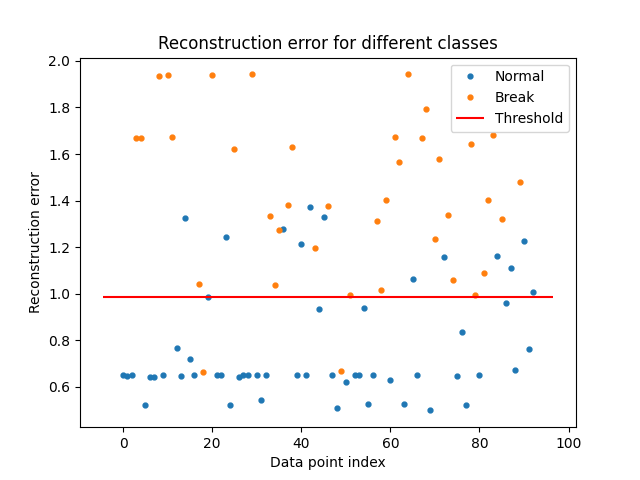 Reconstruction error for different classes
Normal
Break
Threshold
2.0
1.8
1.6
1.4
1.2
1.0
0.8
0.6
Reconstruction error
0
20
40
60
80
100
Data point index